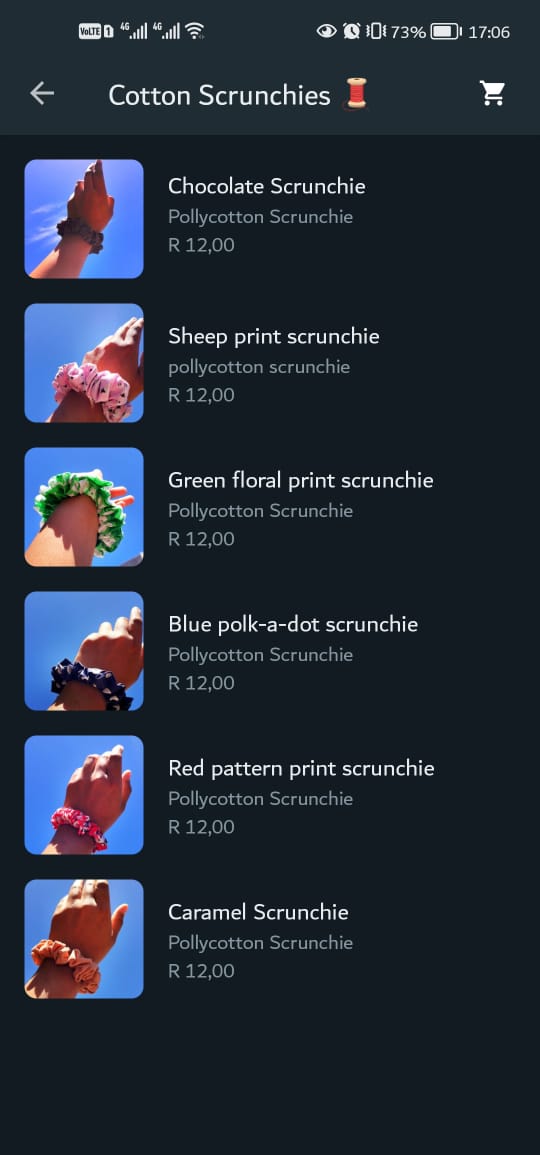 VoLTE 1 4G 4G 73% 17:06
Cotton Scrunchies 🧵
Chocolate Scrunchie
Pollycotton Scrunchie
R 12,00
Sheep print scrunchie
pollycotton scrunchie
R 12,00
Green floral print scrunchie
Pollycotton Scrunchie
R 12,00
Blue polk-a-dot scrunchie
Pollycotton Scrunchie
R 12,00
Red pattern print scrunchie
Pollycotton Scrunchie
R 12,00
Caramel Scrunchie
Pollycotton Scrunchie
R 12,00